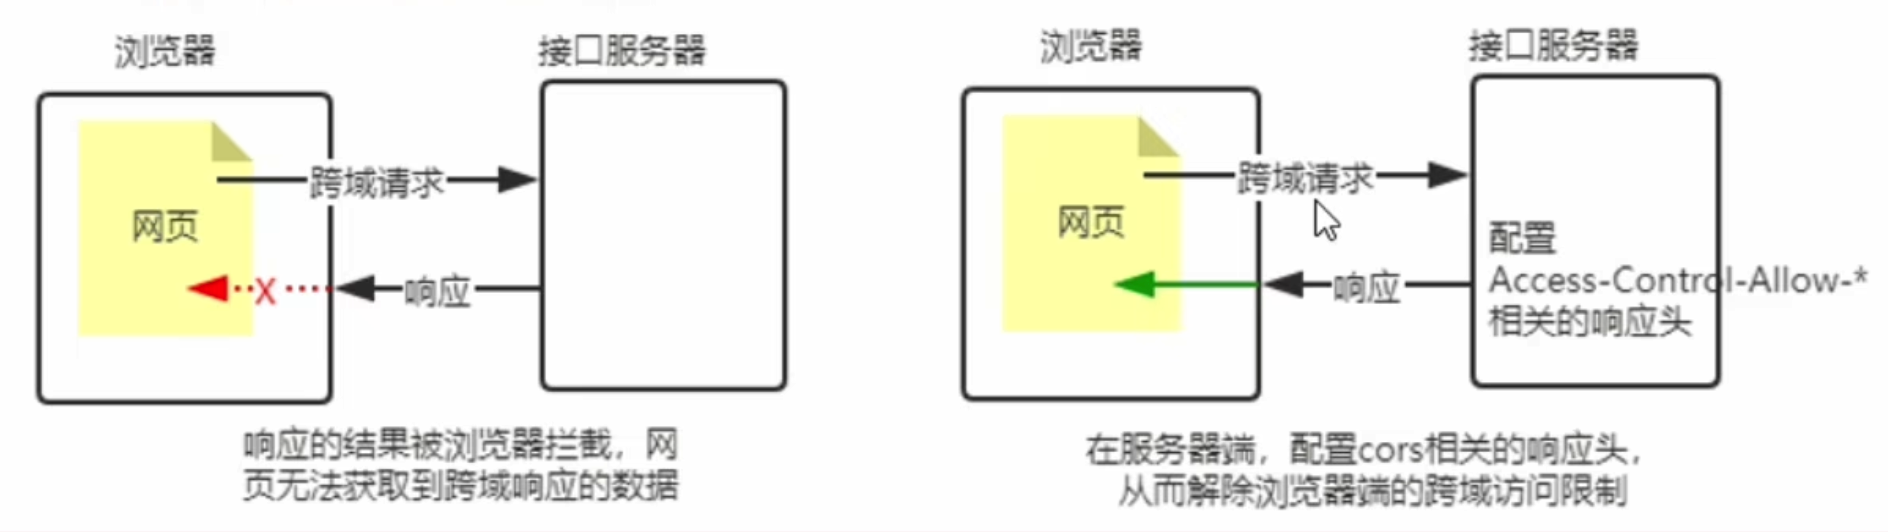 浏览器
接口服务器
跨域请求
网页
X
响应
响应的结果被浏览器拦截，网
页无法获取到跨域响应的数据
浏览器
接口服务器
跨域请求
网页
配置
Access-Control-Allow-*
相关的响应头
响应
在服务器端，配置cors相关的响应头，
从而解除浏览器端的跨域访问限制